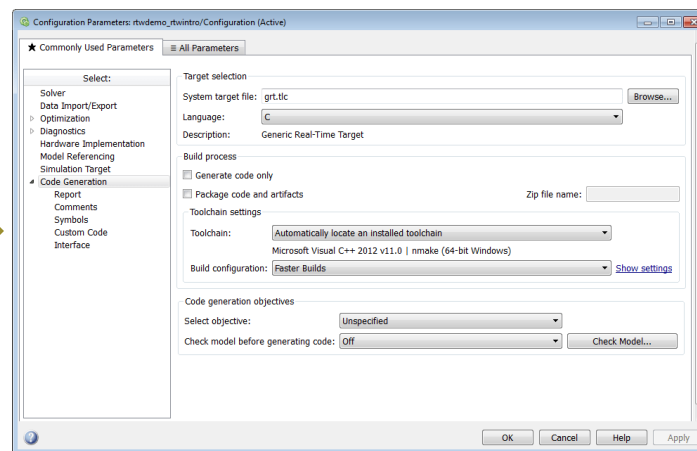 Configuration Parameters: rtwdemo_rtwintro/Configuration (Active)
★ Commonly Used Parameters
≡ All Parameters
Select:
Solver
Data Import/Export
Optimization
Diagnostics
Hardware Implementation
Model Referencing
Simulation Target
Code Generation
Report
Comments
Symbols
Custom Code
Interface
Target selection
System target file: grt.tlc
Browse...
Language: C
Description: Generic Real-Time Target
Build process
Generate code only
Package code and artifacts
Zip file name:
Toolchain settings
Toolchain: Automatically locate an installed toolchain
Microsoft Visual C++ 2012 v11.0 | nmake (64-bit Windows)
Build configuration: Faster Builds
Show settings
Code generation objectives
Select objective: Unspecified
Check model before generating code: Off
Check Model...
OK Cancel Help Apply